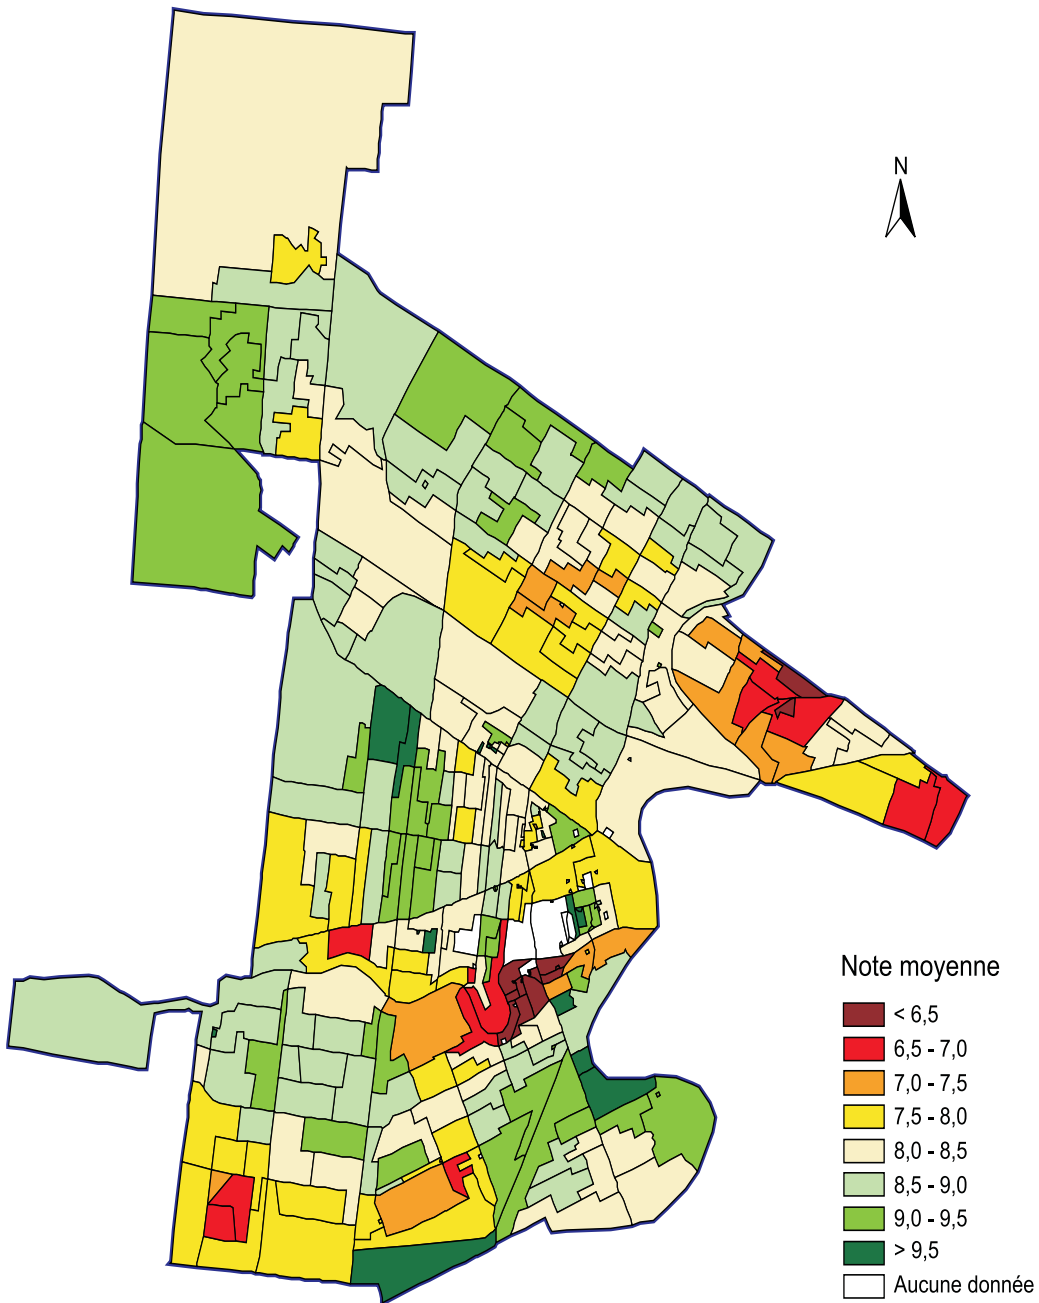 N
Note moyenne
< 6,5
6,5 - 7,0
7,0 - 7,5
7,5 - 8,0
8,0 - 8,5
8,5 - 9,0
9,0 - 9,5
> 9,5
Aucune donnée